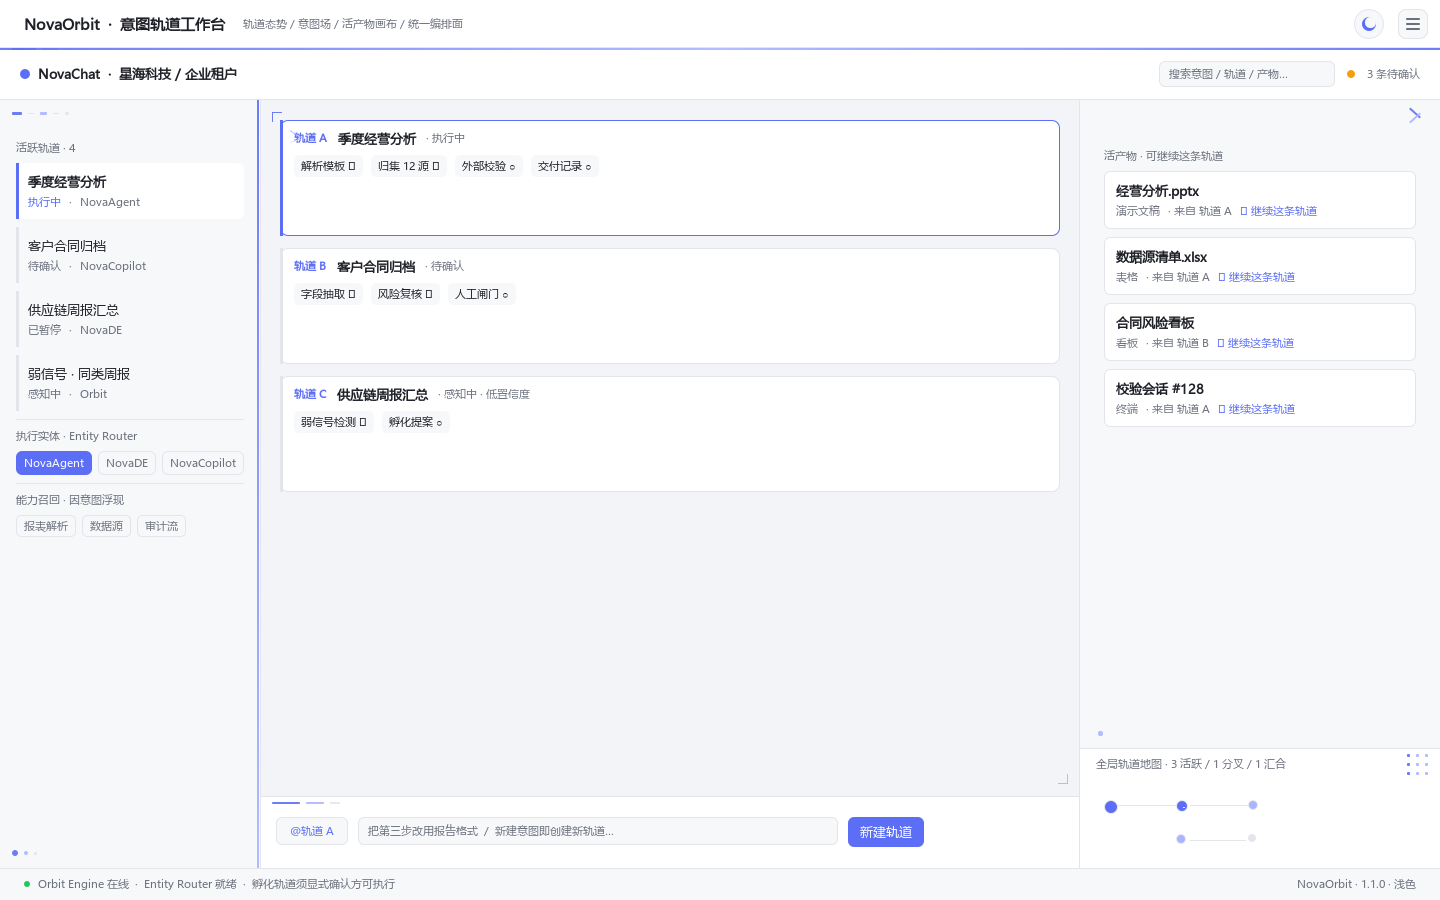 NovaOrbit · 意图轨道工作台 轨道态势 / 意图场 / 活产物画布 / 统一编排面
NovaChat · 星海科技 / 企业租户 搜索意图 / 轨道 / 产物... 3 条待确认
活跃轨道 · 4
季度经营分析
执行中 · NovaAgent
客户合同归档
待确认 · NovaCopilot
供应链周报汇总
已暂停 · NovaDE
弱信号 · 同类周报
感知中 · Orbit
执行实体 · Entity Router
NovaAgent NovaDE NovaCopilot
能力召回 · 因意图浮现
报表解析 数据源 审计流
轨道 A 季度经营分析 · 执行中
解析模板 归集 12 源 外部校验 ○ 交付记录 ○
轨道 B 客户合同归档 · 待确认
字段抽取 风险复核 人工闸门 ○
轨道 C 供应链周报汇总 · 感知中 · 低置信度
弱信号检测 孵化提案 ○
@轨道 A 把第三步改用报告格式 / 新建意图即创建新轨道... 新建轨道
活产物 · 可继续这条轨道
经营分析.pptx
演示文稿 · 来自 轨道 A 继续这条轨道
数据源清单.xlsx
表格 · 来自 轨道 A 继续这条轨道
合同风险看板
看板 · 来自 轨道 B 继续这条轨道
校验会话 #128
终端 · 来自 轨道 A 继续这条轨道
全局轨道地图 · 3 活跃 / 1 分叉 / 1 汇合
Orbit Engine 在线 · Entity Router 就绪 · 孵化轨道须显式确认方可执行 NovaOrbit · 1.1.0 · 浅色